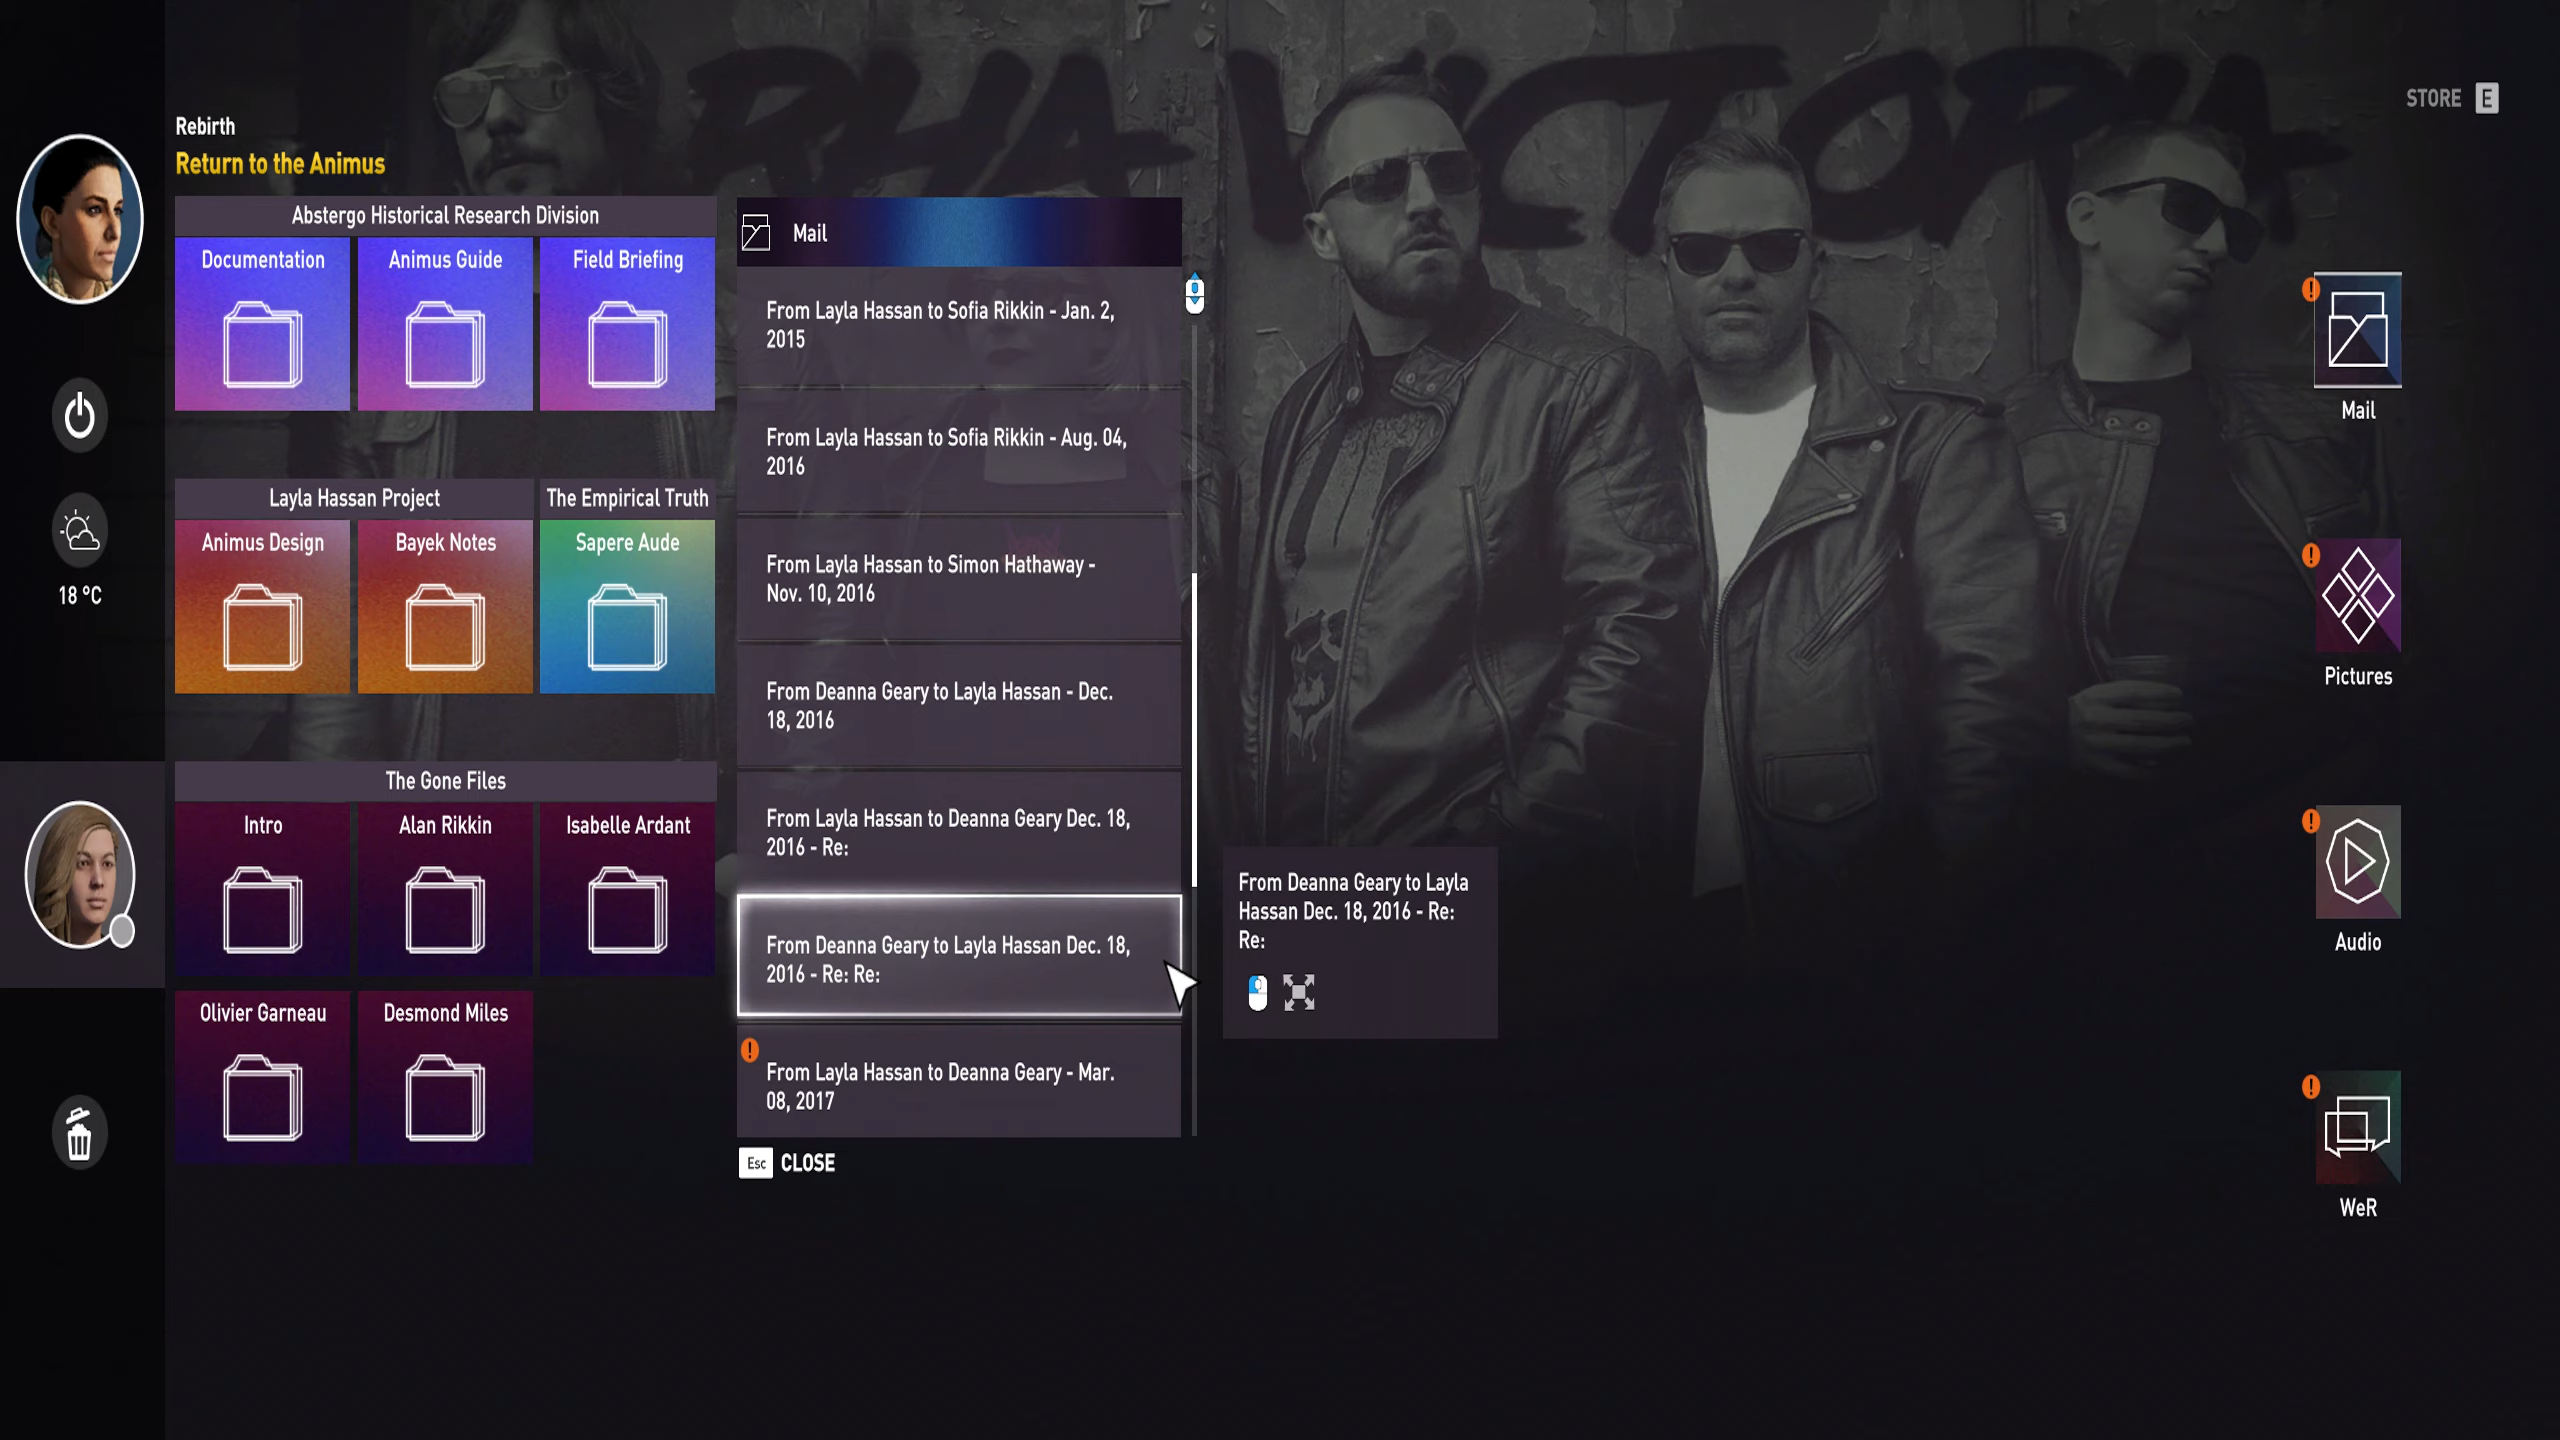 RHA VICTORIA
STORE E
Rebirth
Return to the Animus
Abstergo Historical Research Division
Documentation
Animus Guide
Field Briefing
18 °C
Layla Hassan Project
The Empirical Truth
Animus Design
Bayek Notes
Sapere Aude
The Gone Files
Intro
Alan Rikkin
Isabelle Ardant
Olivier Garneau
Desmond Miles
Mail
From Layla Hassan to Sofia Rikkin - Jan. 2,
2015
From Layla Hassan to Sofia Rikkin - Aug. 04,
2016
From Layla Hassan to Simon Hathaway -
Nov. 10, 2016
From Deanna Geary to Layla Hassan - Dec.
18, 2016
From Layla Hassan to Deanna Geary Dec. 18,
2016 - Re:
From Deanna Geary to Layla Hassan Dec. 18,
2016 - Re: Re:
From Layla Hassan to Deanna Geary - Mar.
08, 2017
Esc CLOSE
From Deanna Geary to Layla
Hassan Dec. 18, 2016 - Re:
Re:
Mail
Pictures
Audio
WeR